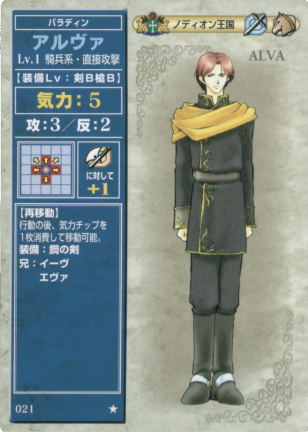 パラディン
アルヴァ
Lv.1 騎兵系・直接攻撃
【装備Lv：剣B槍B】
気力：5
攻：3／反：2
に対して
+1
【再移動】
行動の後、気力チップを
1枚消費して移動可能。
装備：鋼の剣
兄：イーヴ
エヴァ
021
★
ノディオン王国
ALVA